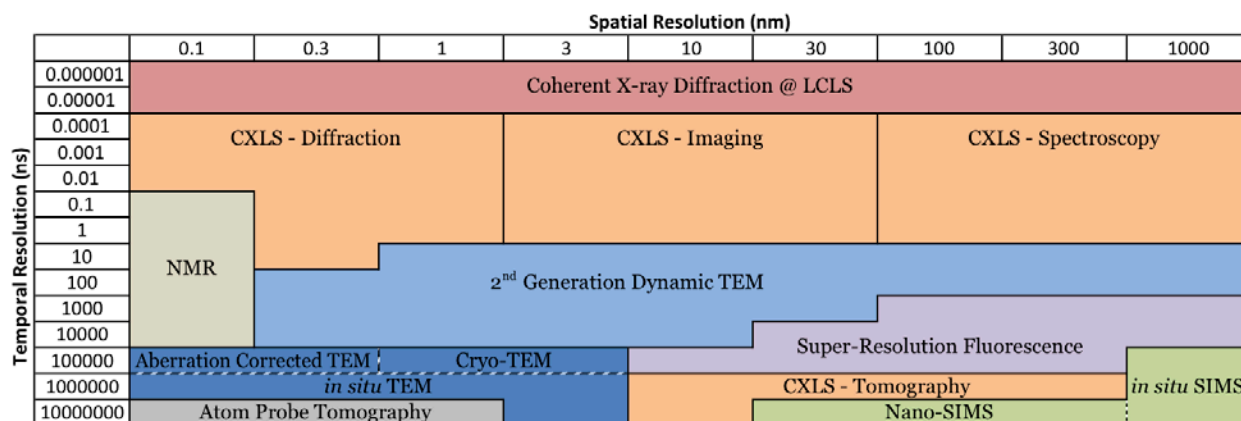 Spatial Resolution (nm)
0.1 0.3 1 3 10 30 100 300 1000
Temporal Resolution (ns)
0.000001
0.00001
Coherent X-ray Diffraction @ LCLS
0.0001
CXLS - Diffraction CXLS - Imaging CXLS - Spectroscopy
0.001
0.01
0.1
1
10
NMR
100
2nd Generation Dynamic TEM
1000
10000
Super-Resolution Fluorescence
100000 Aberration Corrected TEM Cryo-TEM
1000000 in situ TEM CXLS - Tomography in situ SIMS
10000000 Atom Probe Tomography Nano-SIMS